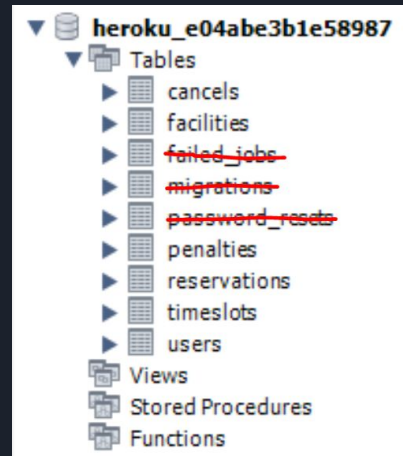 heroku_e04abe3b1e58987
Tables
cancels
facilities
failed_jobs
migrations
password_resets
penalties
reservations
timeslots
users
Views
Stored Procedures
Functions